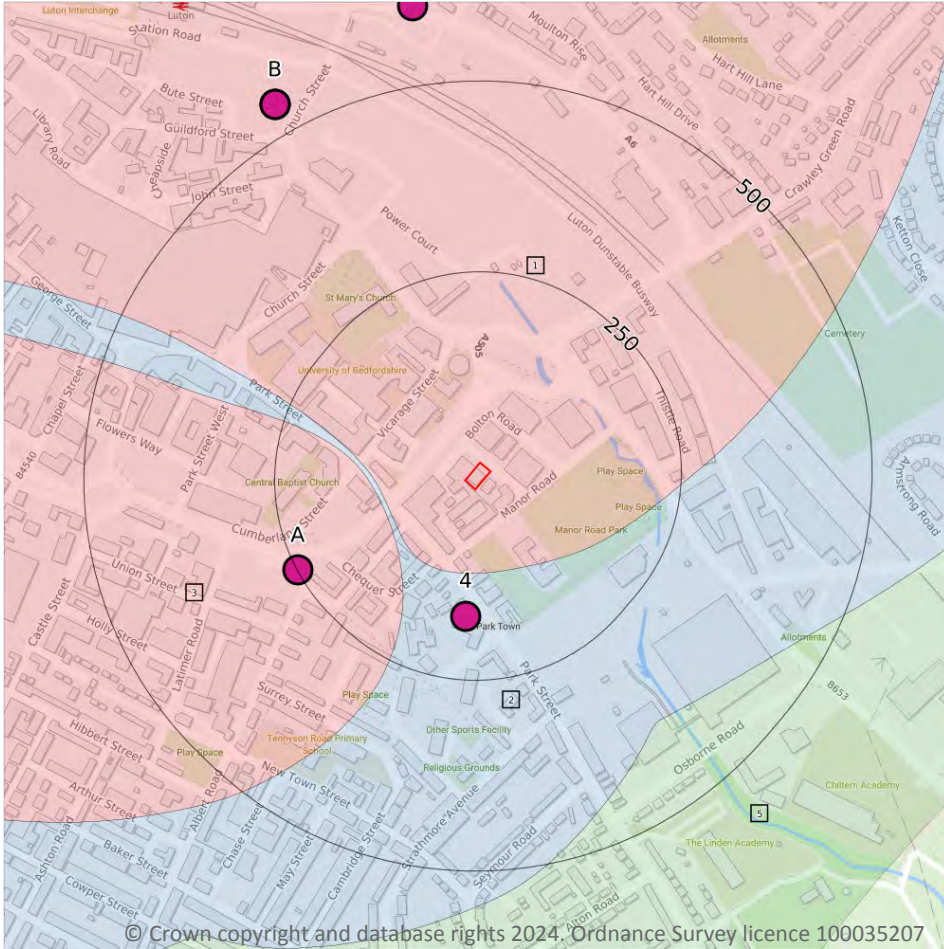 Luton Interchange
Luton
Station Road
Moulton Rise
Allotments
Hart Hill Lane
Hart Hill Drive
B
Bute Street
Church Street
Guildford Street
Library Road
Cheapside
John Street
A6
Crawley Green Road
500
Ketton Close
Power Court
Luton Dunstable Busway
1
Church Street
St Mary's Church
George Street
250
Cemetery
A505
University of Bedfordshire
Vicarage Street
Park Street
Chapel Street
Park Street West
Flowers Way
Bolton Road
Thistle Road
B4540
Central Baptist Church
Manor Road
Play Space
Play Space
Armstrong Road
Cumberland Street
Manor Road Park
A
Union Street
3
Chequer Street
4
Park Town
Castle Street
Holly Street
Latimer Road
Allotments
Surrey Street
Play Space
2
Park Street
B653
Hibbert Street
Play Space
Tennyson Road Primary School
Other Sports Facility
Osborne Road
Religious Grounds
New Town Street
Chiltern Academy
Arthur Street
Albert Road
Strathmore Avenue
5
Chase Street
May Street
Cambridge Street
Seymour Road
The Linden Academy
Ashton Road
Baker Street
Cowper Street
Alton Road
© Crown copyright and database rights 2024. Ordnance Survey licence 100035207